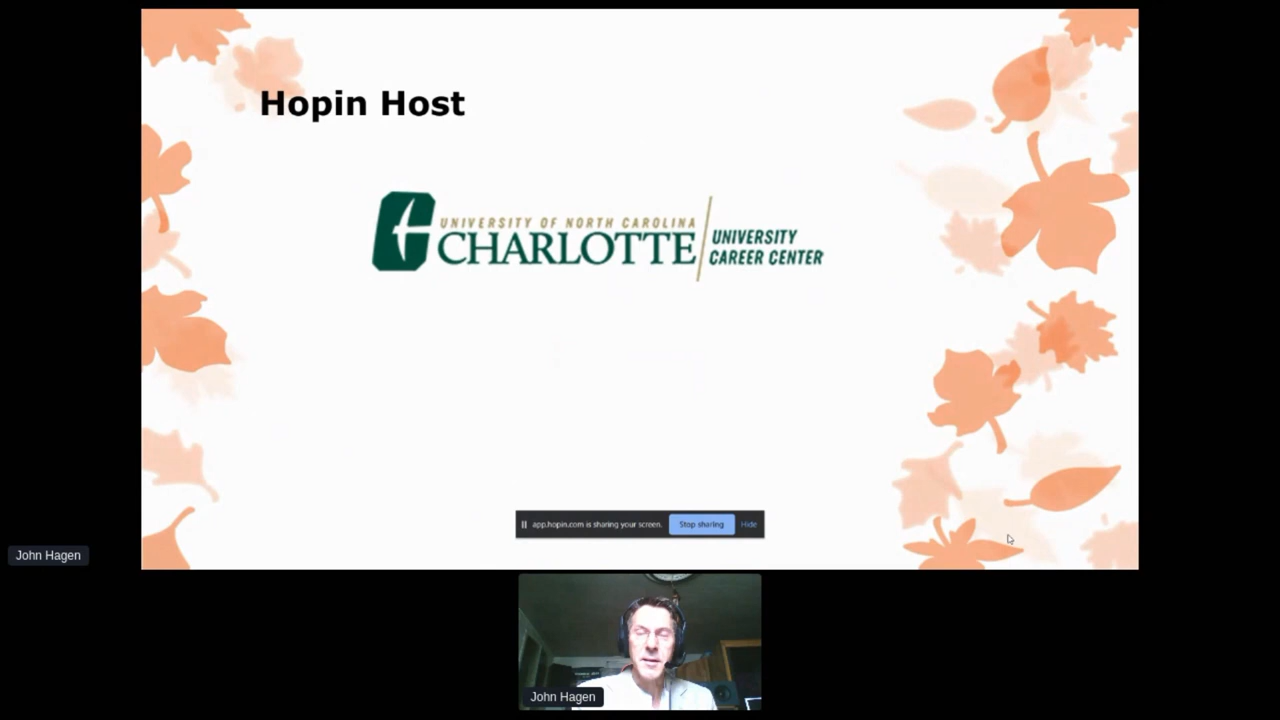 Hopin Host
UNIVERSITY OF NORTH CAROLINA
CHARLOTTE
UNIVERSITY
CAREER CENTER
app.hopin.com is sharing your screen. Stop sharing Hide
John Hagen
John Hagen